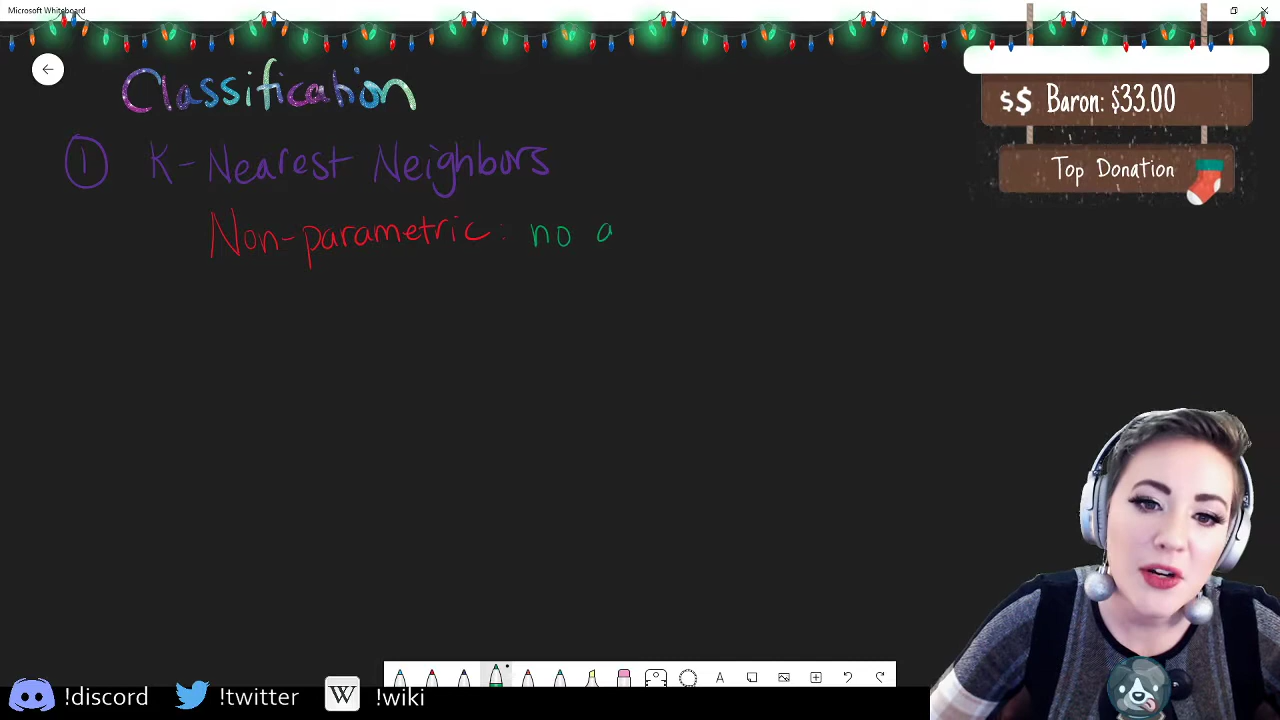 Microsoft Whiteboard
Classification
$$ Baron: $33.00
① K-Nearest Neighbors
Top Donation
Non-parametric: no a
A
!discord
!twitter
W !wiki